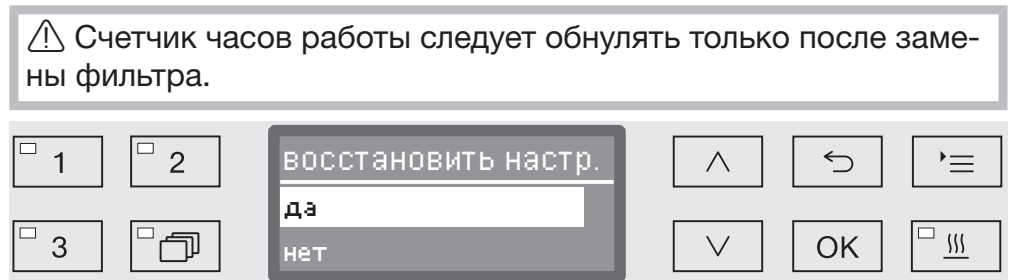 Счетчик часов работы следует обнулять только после заме-
ны фильтра.
1 2 восстановить настр.
да
3 нет OK